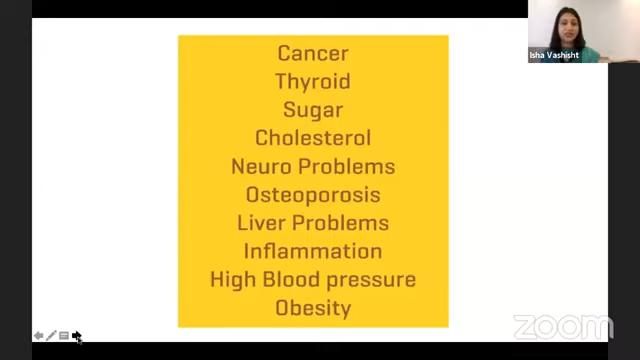 Cancer
Thyroid
Sugar
Cholesterol
Neuro Problems
Osteoporosis
Liver Problems
Inflammation
High Blood pressure
Obesity
Isha Vashisht
zoom